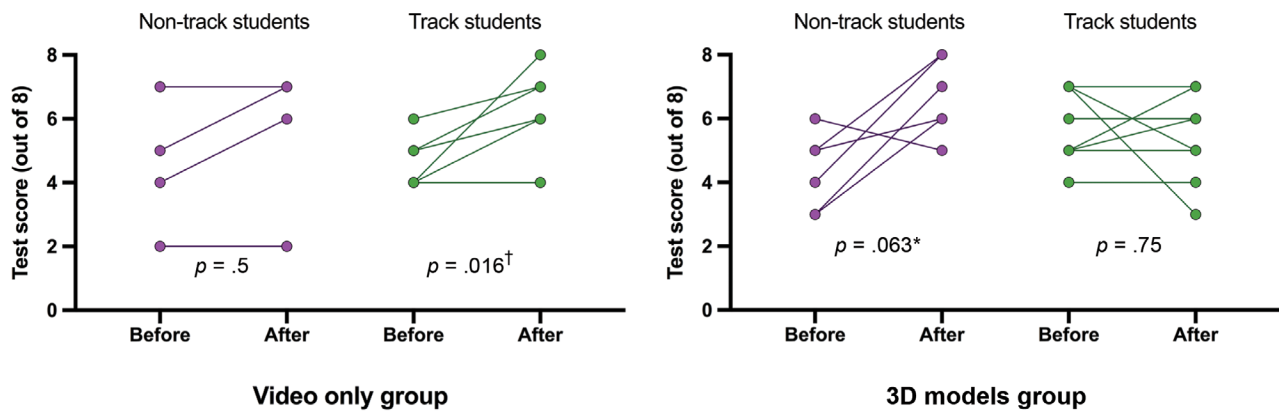 Non-track students Track students
Test score (out of 8)
8
6
4
2
0
p = .5 p = .016†
Before After Before After
Video only group
Non-track students Track students
Test score (out of 8)
8
6
4
2
0
p = .063* p = .75
Before After Before After
3D models group